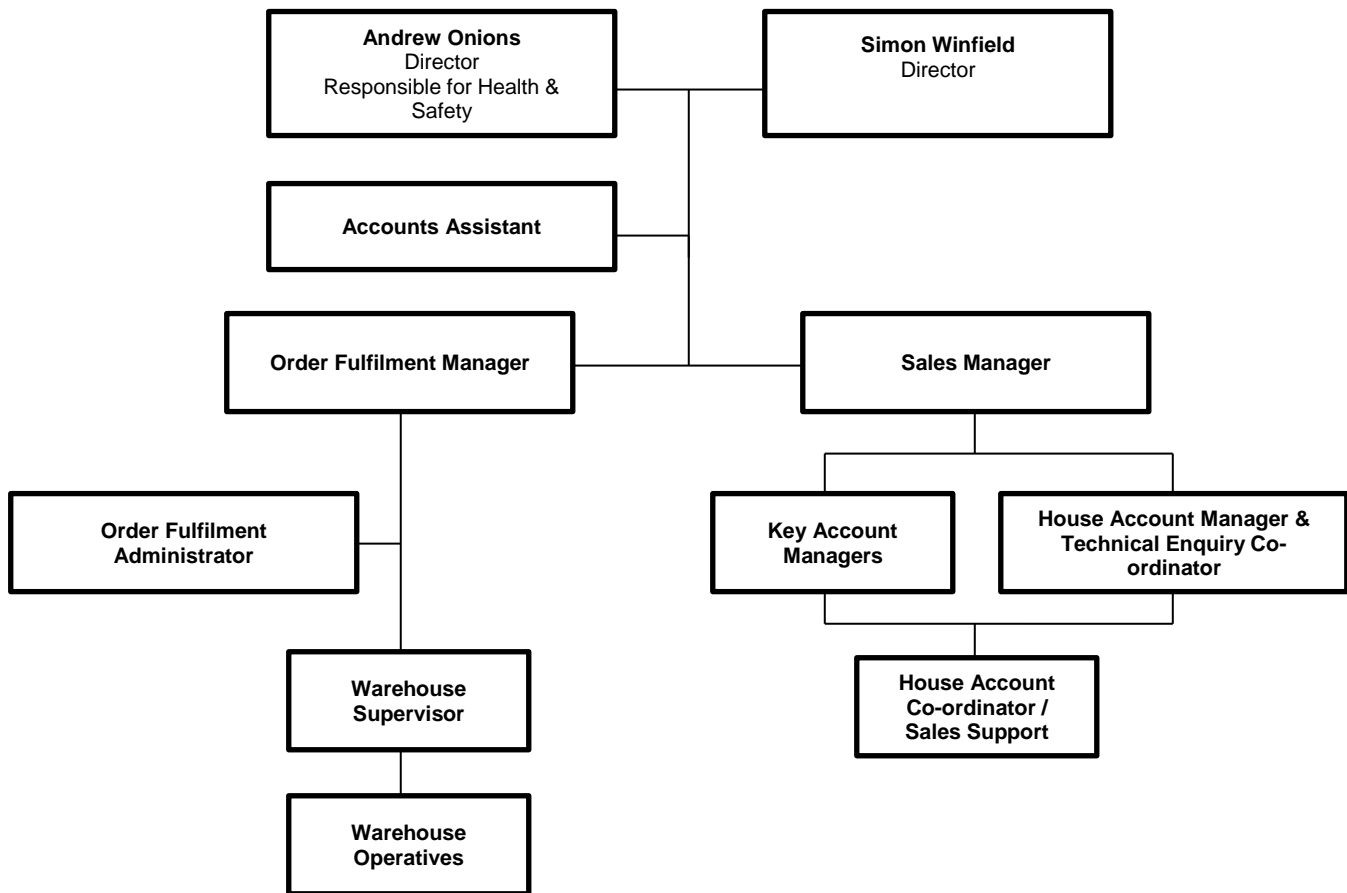 Andrew Onions
Director
Responsible for Health &
Safety
Simon Winfield
Director
Accounts Assistant
Order Fulfilment Manager
Sales Manager
Order Fulfilment
Administrator
Key Account
Managers
House Account Manager &
Technical Enquiry Co-
ordinator
Warehouse
Supervisor
House Account
Co-ordinator /
Sales Support
Warehouse
Operatives